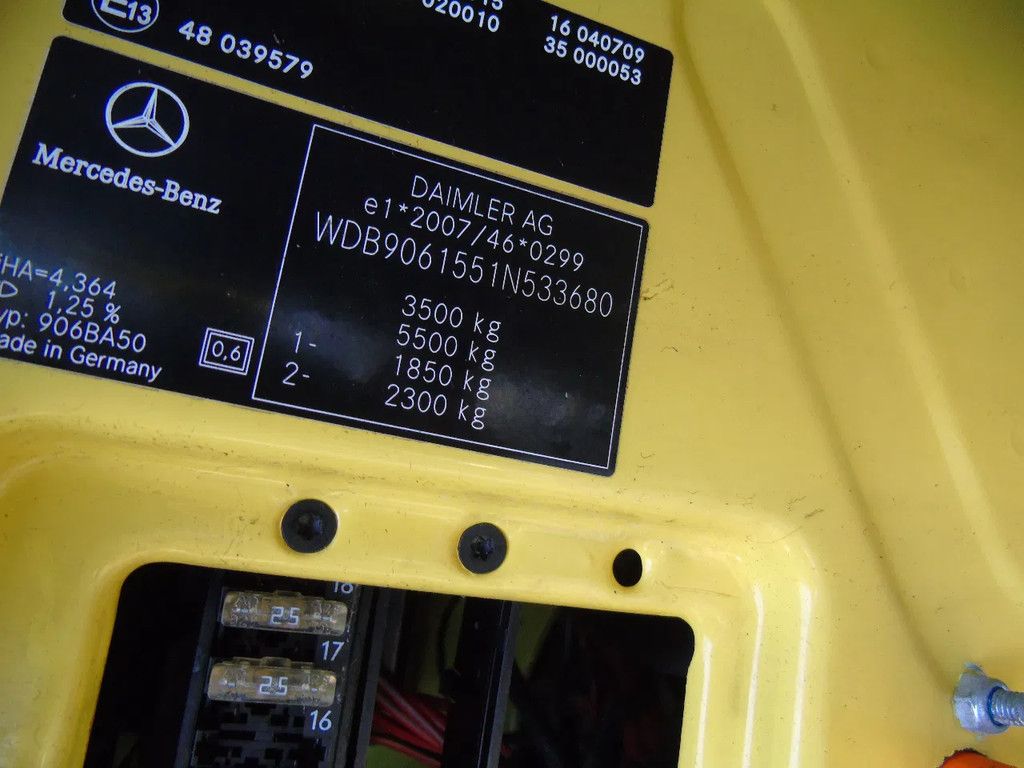 E13
020010
16 040709
48 039579
35 000053
Mercedes-Benz
DAIMLER AG
e1*2007/46*0299
WDB9061551N533680
3500 kg
1- 5500 kg
1850 kg
2- 2300 kg
iHA=4,364
D 1,25 %
yp: 906BA50
ade in Germany
0,6
18
25
17
25
16